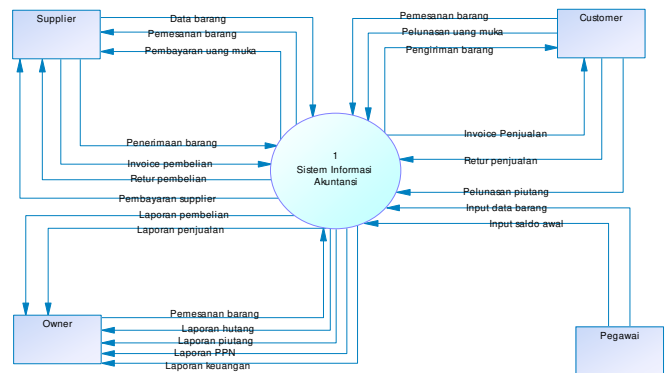 Supplier
Data barang
Pemesanan barang
Pembayaran uang muka
Pemesanan barang
Pelunasan uang muka
Pengiriman barang
Customer
Penerimaan barang
Invoice pembelian
Retur pembelian
Pembayaran supplier
Laporan pembelian
Laporan penjualan
1
Sistem Informasi
Akuntansi
Invoice Penjualan
Retur penjualan
Pelunasan piutang
Input data barang
Input saldo awal
Owner
Pemesanan barang
Laporan hutang
Laporan piutang
Laporan PPN
Laporan keuangan
Pegawai